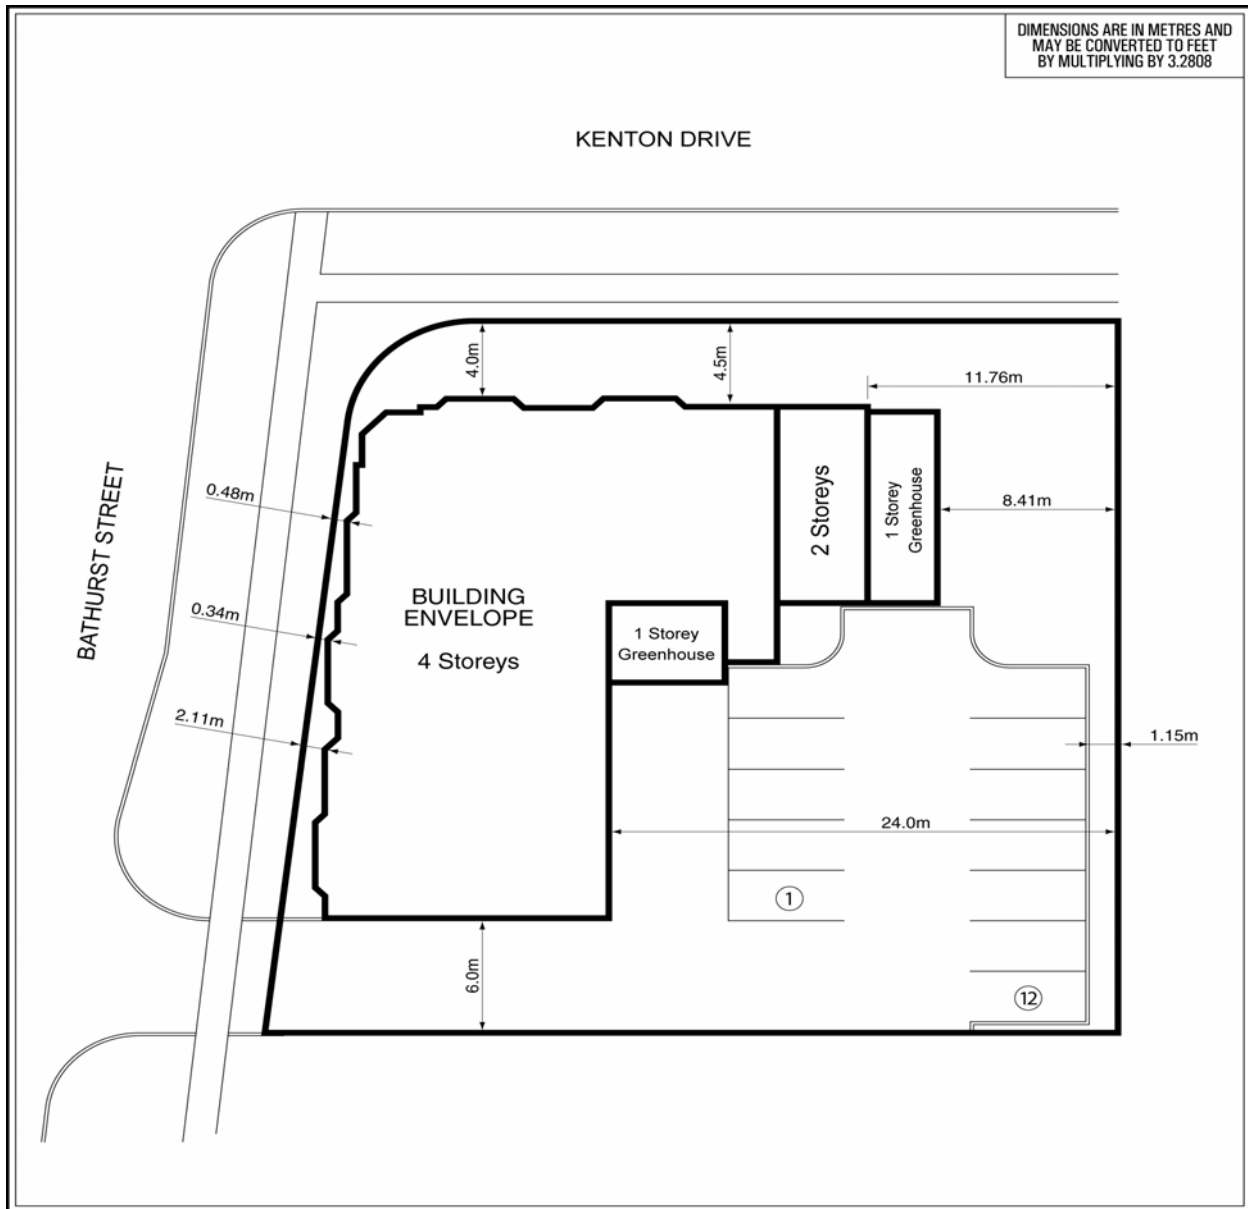 DIMENSIONS ARE IN METRES AND
MAY BE CONVERTED TO FEET
BY MULTIPLYING BY 3.2808
KENTON DRIVE
4.0m
4.5m
11.76m
BATHURST STREET
0.48m
2 Storeys
1 Storey
Greenhouse
8.41m
0.34m
BUILDING
ENVELOPE
4 Storeys
1 Storey
Greenhouse
2.11m
1.15m
24.0m
1
6.0m
12